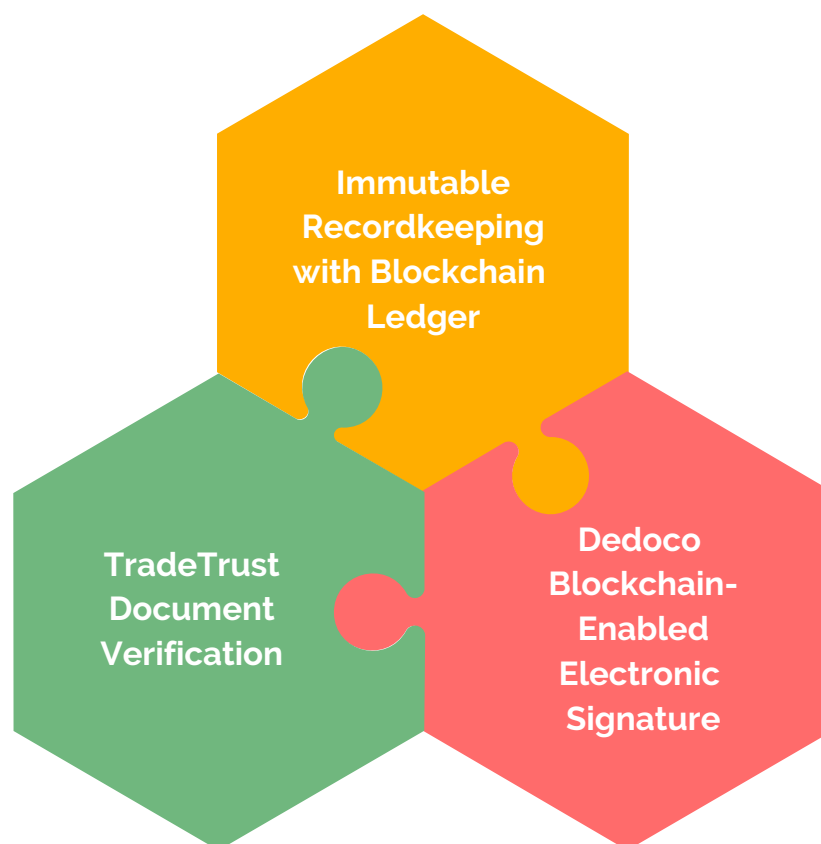 Immutable
Recordkeeping
with Blockchain
Ledger
TradeTrust
Document
Verification
Dedoco
Blockchain-
Enabled
Electronic
Signature